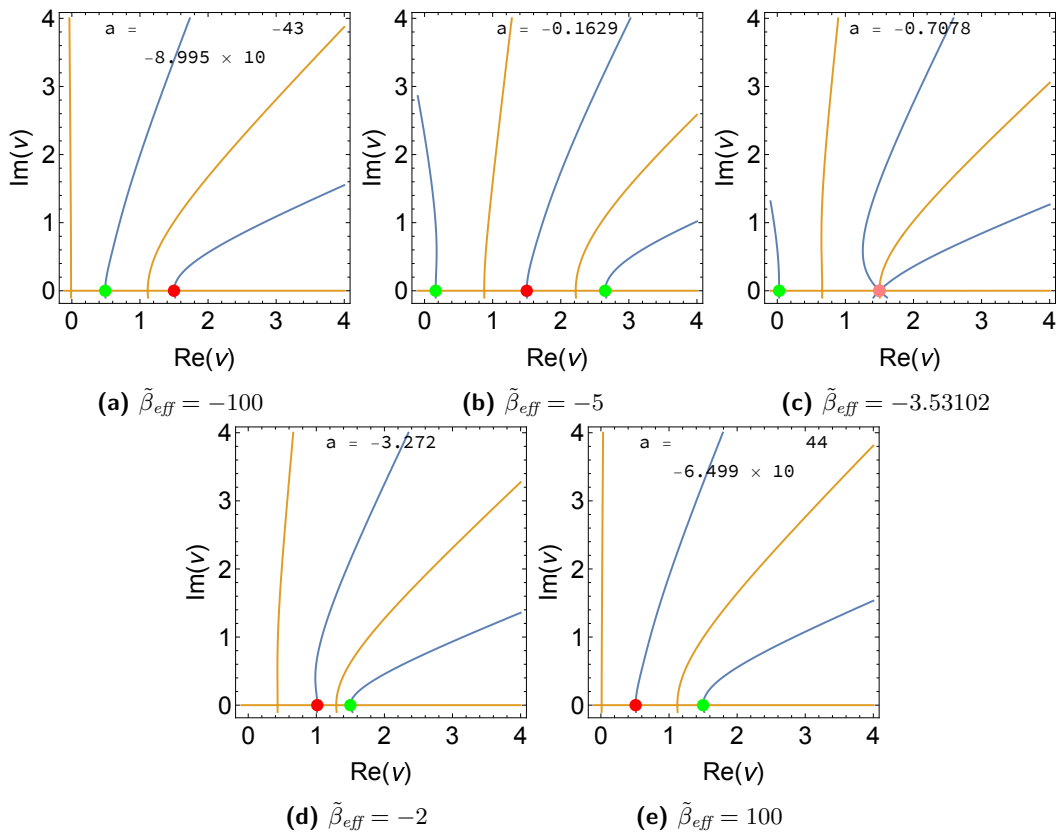 a = -43
-8.995 × 10
Im(v)
4
3
2
1
0
0 1 2 3 4
Re(v)
(a) β̃eff = −100
a = -0.1629
Im(v)
4
3
2
1
0
0 1 2 3 4
Re(v)
(b) β̃eff = −5
a = -0.7078
Im(v)
4
3
2
1
0
0 1 2 3 4
Re(v)
(c) β̃eff = −3.53102
a = -3.272
Im(v)
4
3
2
1
0
0 1 2 3 4
Re(v)
(d) β̃eff = −2
a = 44
-6.499 × 10
Im(v)
4
3
2
1
0
0 1 2 3 4
Re(v)
(e) β̃eff = 100